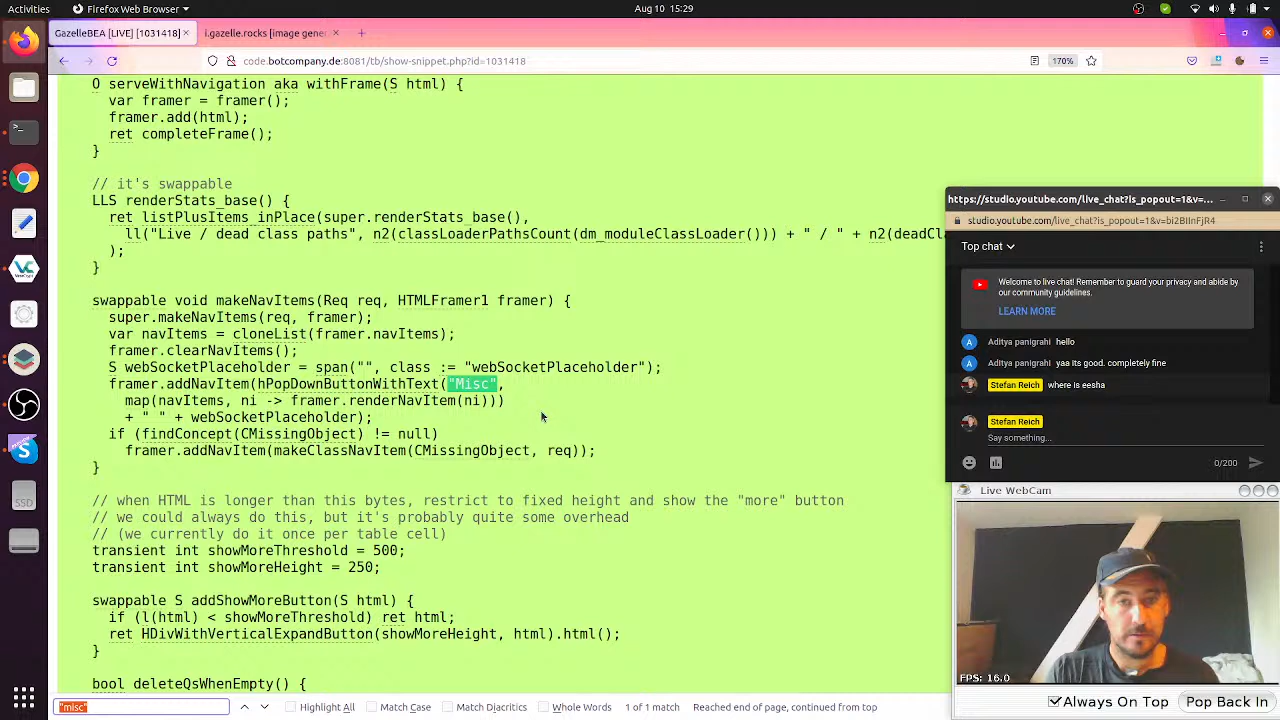 Activities
Firefox Web Browser
Aug 10 15:29
GazelleBEA [LIVE] [1031418]
i.gazelle.rocks [image gene
code.botcompany.de:8081/tb/show-snippet.php?id=1031418
170%
O serveWithNavigation aka withFrame(S html) {
var framer = framer();
framer.add(html);
ret completeFrame();
}
// it's swappable
LLS renderStats_base() {
ret listPlusItems_inPlace(super.renderStats_base(),
ll("Live / dead class paths", n2(classLoaderPathsCount(dm_moduleClassLoader())) + " / " + n2(deadCla
);
}
swappable void makeNavItems(Req req, HTMLFramer1 framer) {
super.makeNavItems(req, framer);
var navItems = cloneList(framer.navItems);
framer.clearNavItems();
S webSocketPlaceholder = span("", class := "webSocketPlaceholder");
framer.addNavItem(hPopDownButtonWithText("Misc",
map(navItems, ni -> framer.renderNavItem(ni)))
+ " " + webSocketPlaceholder);
if (findConcept(CMissingObject) != null)
framer.addNavItem(makeClassNavItem(CMissingObject, req));
}
// when HTML is longer than this bytes, restrict to fixed height and show the "more" button
// we could always do this, but it's probably quite some overhead
// (we currently do it once per table cell)
transient int showMoreThreshold = 500;
transient int showMoreHeight = 250;
swappable S addShowMoreButton(S html) {
if (l(html) < showMoreThreshold) ret html;
ret HDivWithVerticalExpandButton(showMoreHeight, html).html();
}
bool deleteQsWhenEmpty() {
"misc"
Highlight All
Match Case
Match Diacritics
Whole Words
1 of 1 match
Reached end of page, continued from top
https://studio.youtube.com/live_chat?is_popout=1&v=...
studio.youtube.com/live_chat?is_popout=1&v=bi2BIInFjR4
Top chat
Welcome to live chat! Remember to guard your privacy and abide by
our community guidelines.
LEARN MORE
A Aditya panigrahi hello
A Aditya panigrahi yaa its good. completely fine
Stefan Reich where is eesha
Stefan Reich
Say something...
0/200
Live WebCam
FPS: 16.0
Always On Top
Pop Back In
SSD